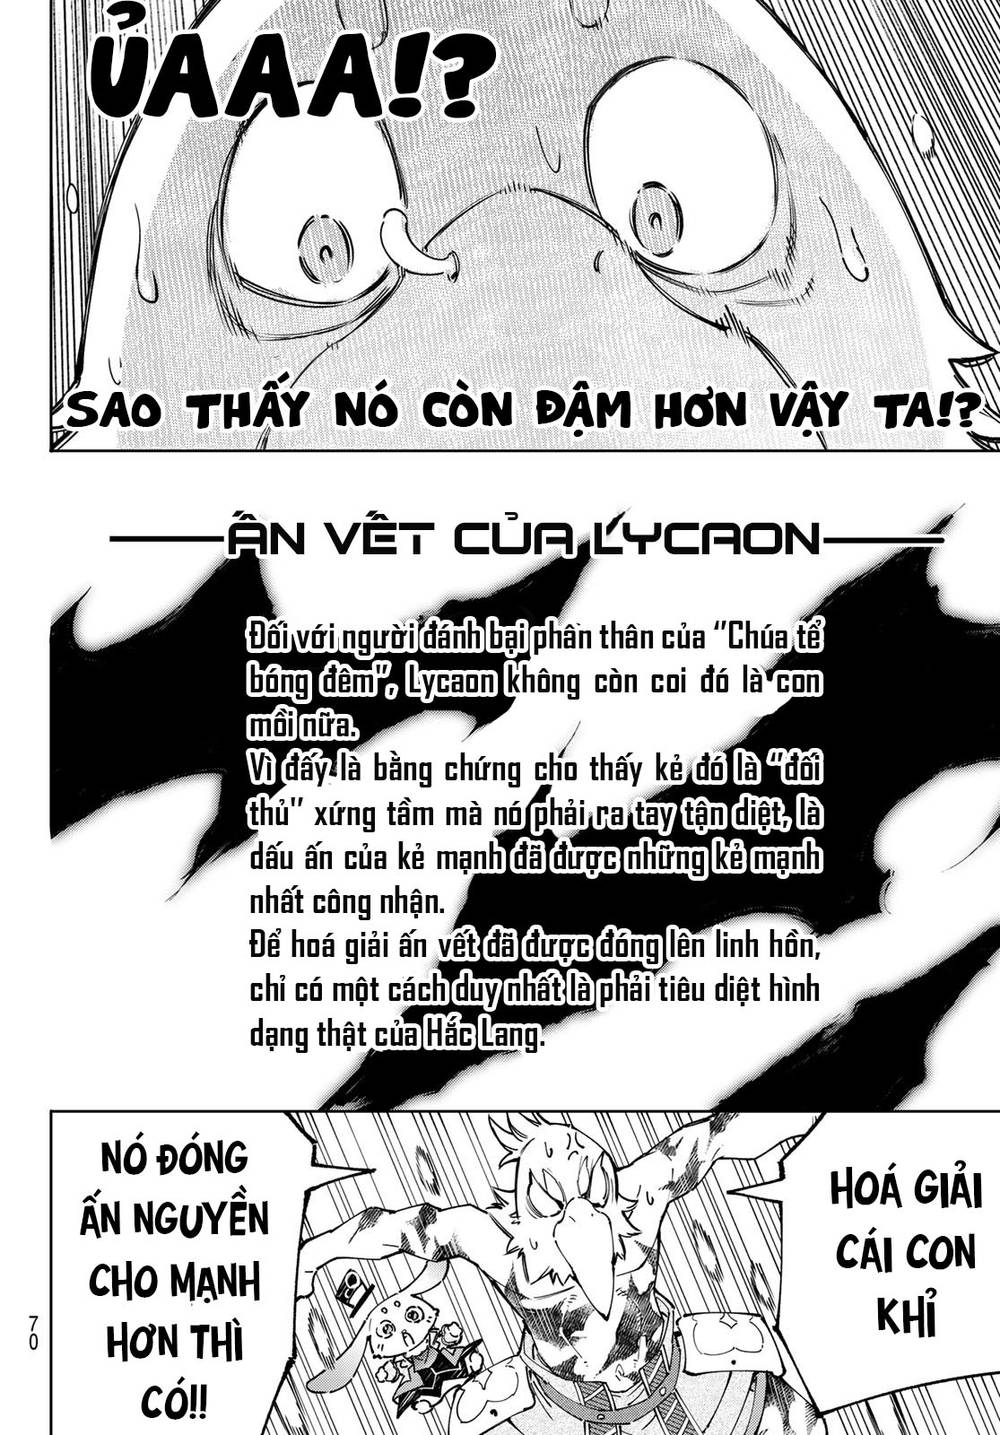 ỦAAA!?
SAO THẤY NÓ CÒN ĐẬM HƠN VẬY TA!?
ẤN VẾT CỦA LYCAON
Đối với người đánh bại phân thân của "Chúa tể
bóng đêm", Lycaon không còn coi đó là con
mồi nữa.
Vì đấy là bằng chứng cho thấy kẻ đó là "đối
thủ" xứng tầm mà nó phải ra tay tận diệt, là
dấu ấn của kẻ mạnh đã được những kẻ mạnh
nhất công nhận.
Để hoá giải ấn vết đã được đóng lên linh hồn,
chỉ có một cách duy nhất là phải tiêu diệt hình
dạng thật của Hắc Lang.
HOÁ GIẢI
CÁI CON
KHỈ
NÓ ĐÓNG
ẤN NGUYỀN
CHO MẠNH
HƠN THÌ
CÓ!!
70